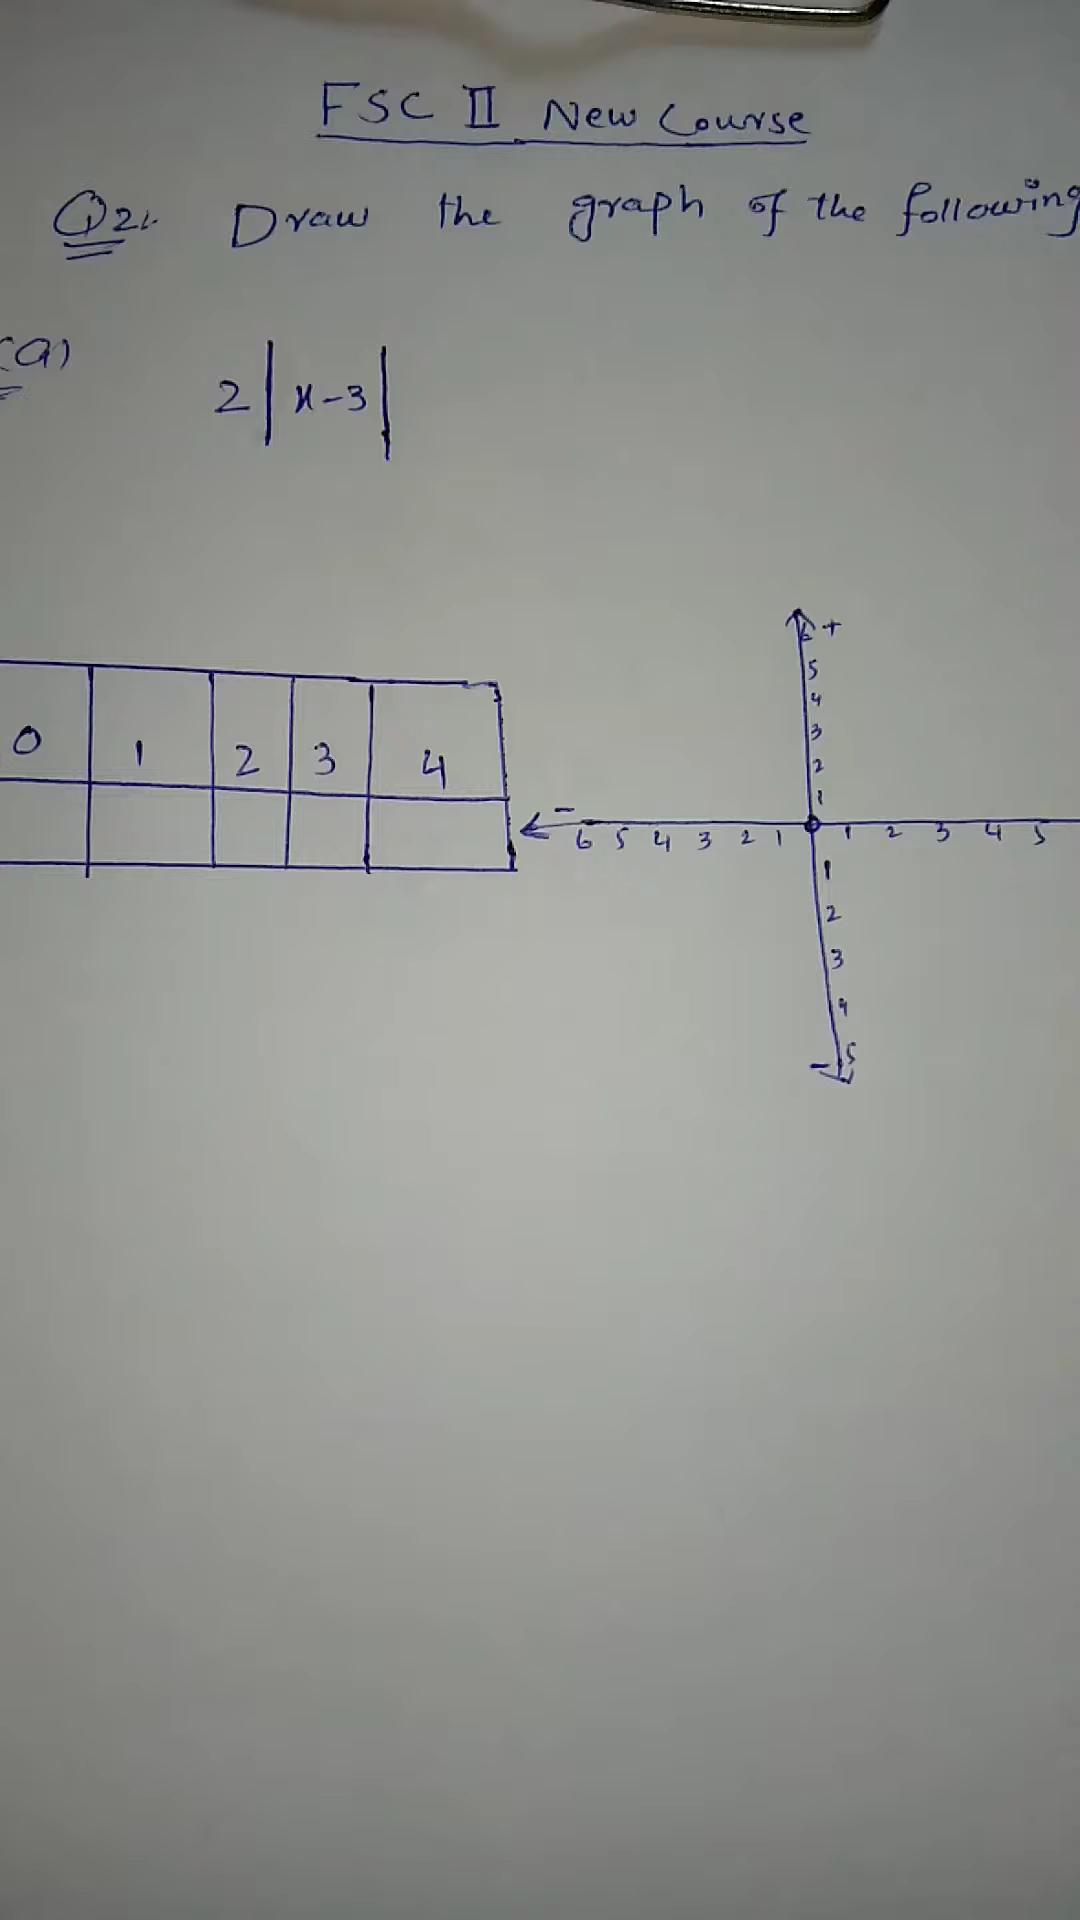 FSC II New Course
Q2. Draw the graph of the following
(a) 2|x-3|
0 1 2 3 4
+
6
5
4
3
2
1
-
6 5 4 3 2 1 1 2 3 4 5
1
2
3
4
5
-